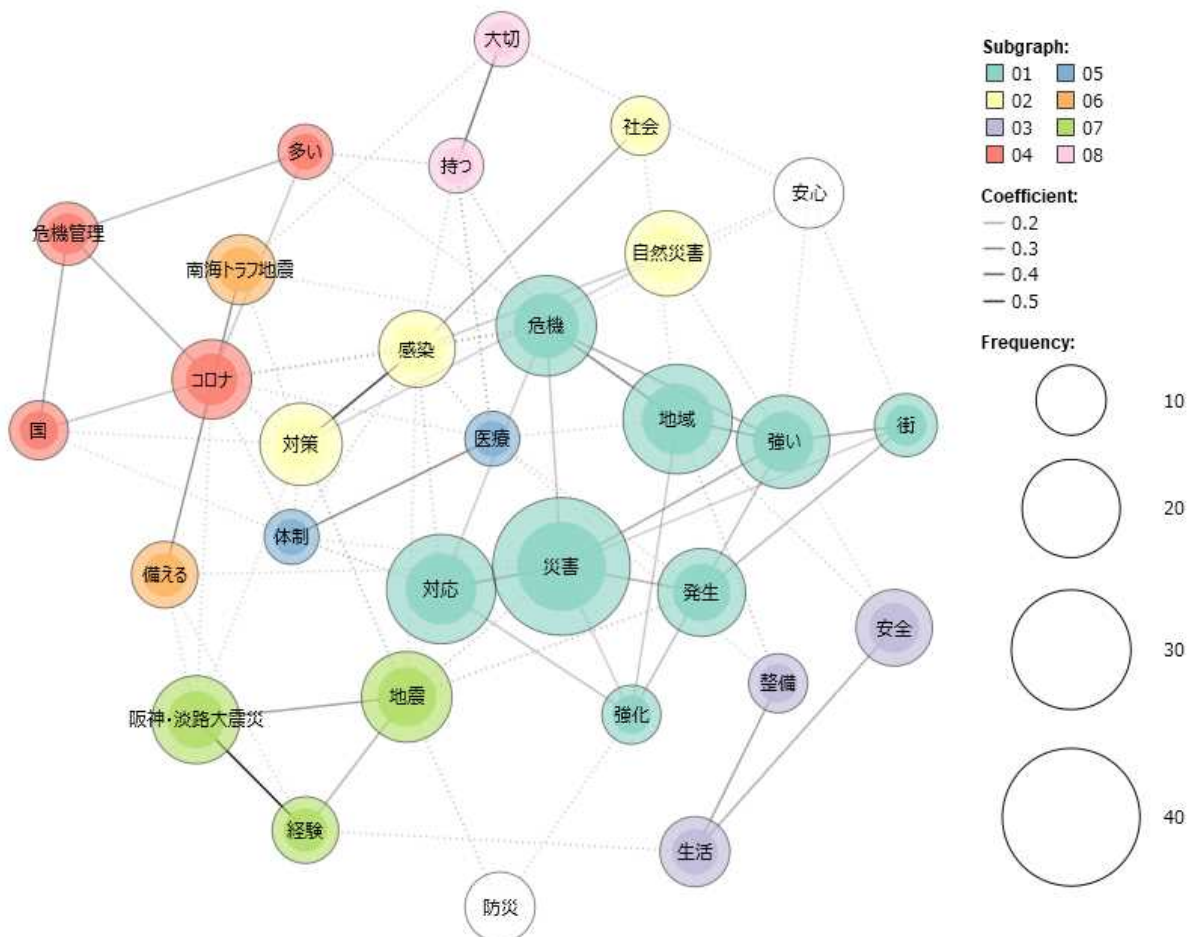 大切
社会
多い
持つ
安心
危機管理
南海トラフ地震
自然災害
危機
感染
コロナ
地域
国
対策
医療
強い
街
体制
備える
対応
災害
発生
安全
阪神・淡路大震災
地震
整備
強化
経験
生活
防災
Subgraph:
01 05
02 06
03 07
04 08
Coefficient:
0.2
0.3
0.4
0.5
Frequency:
10
20
30
40